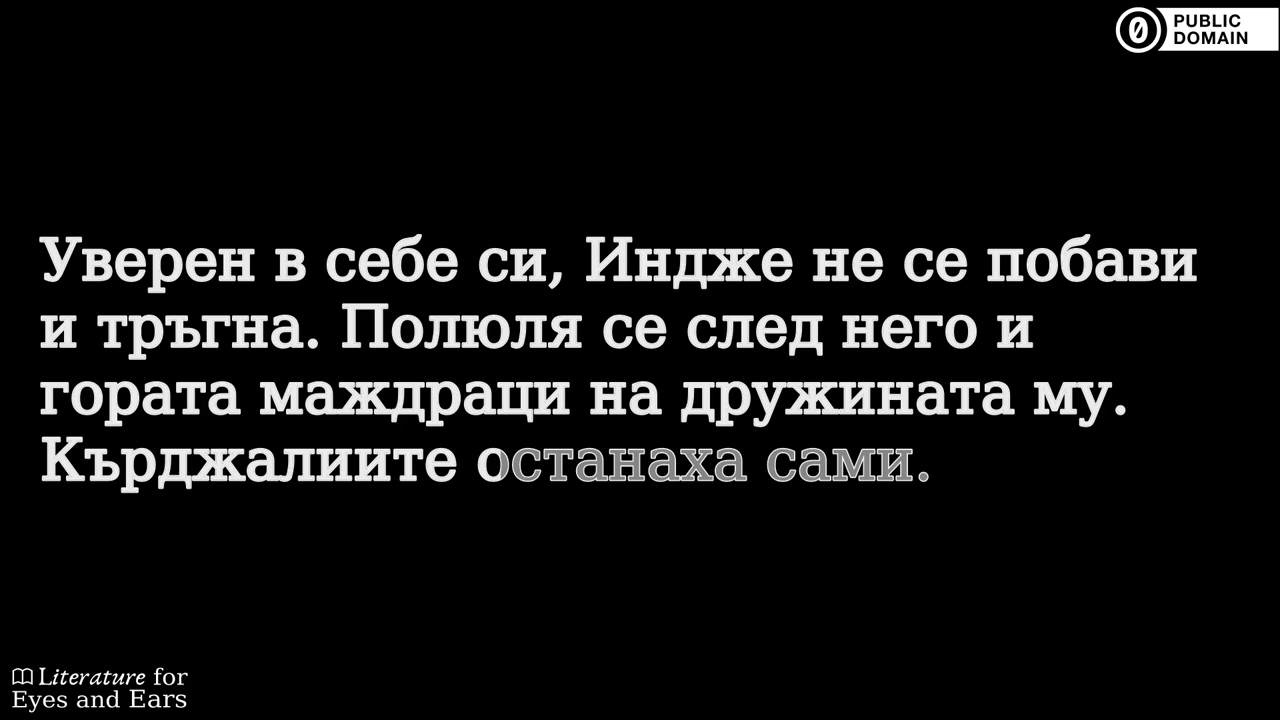 PUBLIC
DOMAIN
Уверен в себе си, Индже не се побави
и тръгна. Полюля се след него и
гората маждраци на дружината му.
Кърджалиите останаха сами.
Literature for
Eyes and Ears